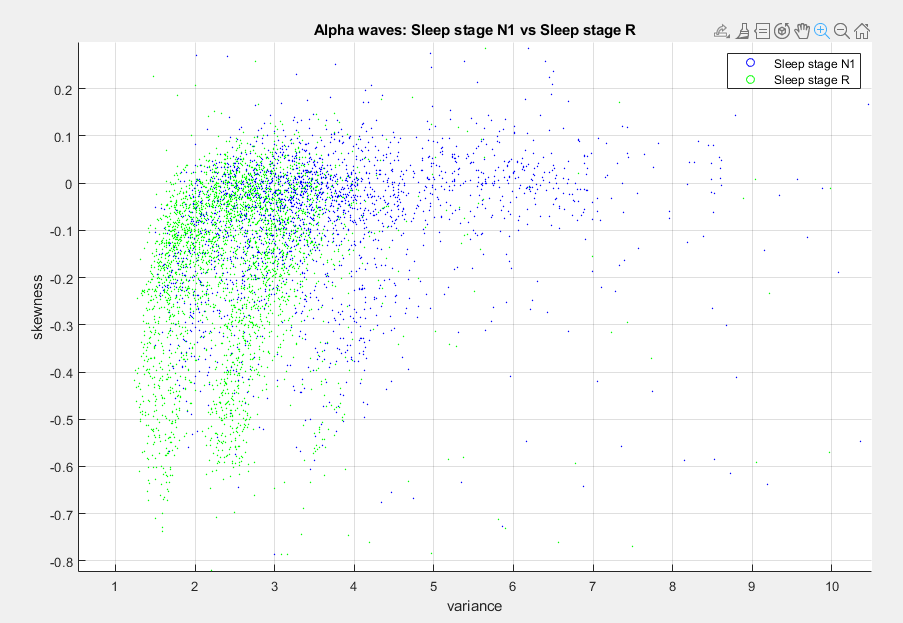 Alpha waves: Sleep stage N1 vs Sleep stage R
Sleep stage N1
Sleep stage R
0.2
0.1
0
-0.1
-0.2
-0.3
-0.4
-0.5
-0.6
-0.7
-0.8
skewness
1 2 3 4 5 6 7 8 9 10
variance